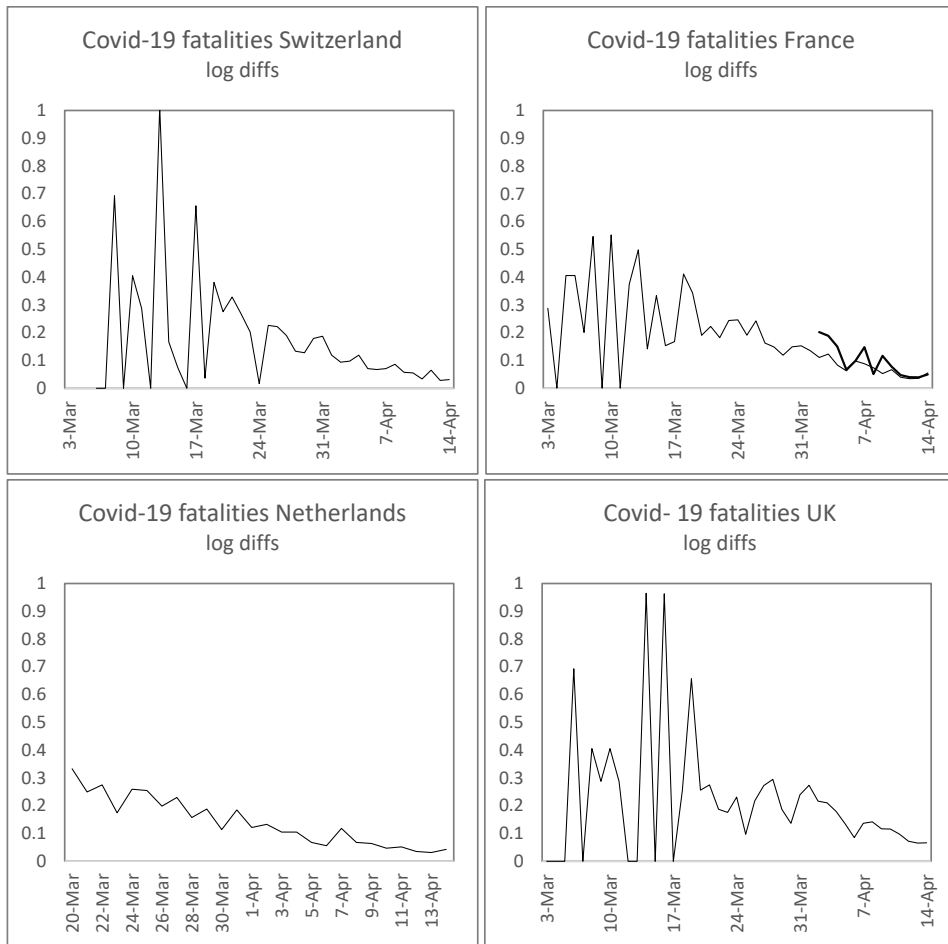 Covid-19 fatalities Switzerland
log diffs
1
0.9
0.8
0.7
0.6
0.5
0.4
0.3
0.2
0.1
0
3-Mar
10-Mar
17-Mar
24-Mar
31-Mar
7-Apr
14-Apr
Covid-19 fatalities France
log diffs
1
0.9
0.8
0.7
0.6
0.5
0.4
0.3
0.2
0.1
0
3-Mar
10-Mar
17-Mar
24-Mar
31-Mar
7-Apr
14-Apr
Covid-19 fatalities Netherlands
log diffs
1
0.9
0.8
0.7
0.6
0.5
0.4
0.3
0.2
0.1
0
20-Mar
22-Mar
24-Mar
26-Mar
28-Mar
30-Mar
1-Apr
3-Apr
5-Apr
7-Apr
9-Apr
11-Apr
13-Apr
Covid- 19 fatalities UK
log diffs
1
0.9
0.8
0.7
0.6
0.5
0.4
0.3
0.2
0.1
0
3-Mar
10-Mar
17-Mar
24-Mar
31-Mar
7-Apr
14-Apr